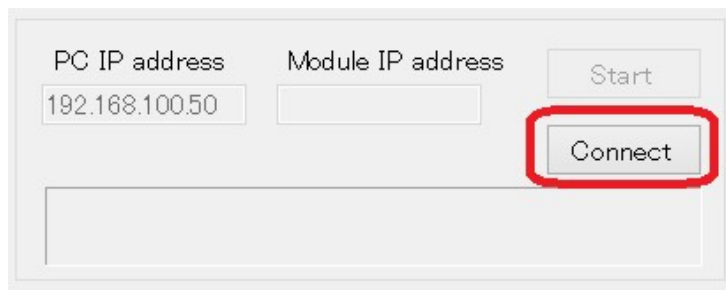 PC IP address Module IP address Start
192.168.100.50
Connect